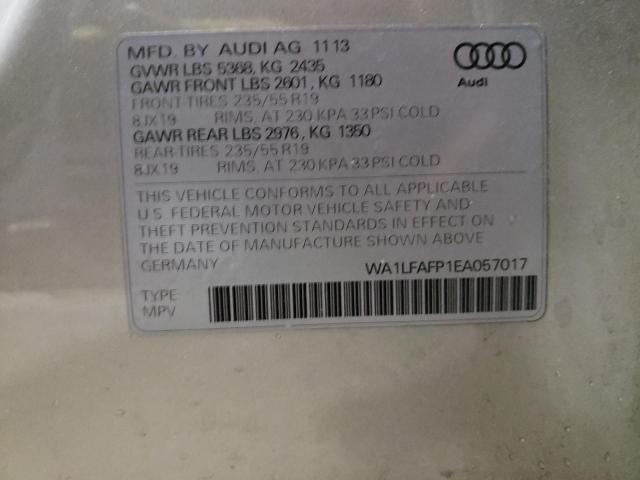 MFD. BY AUDI AG 11 13
GVWR LBS 5368, KG 2435
GAWR FRONT LBS 2601, KG 1180
FRONT-TIRES 235/55 R19
8JX19 RIMS, AT 230 KPA 33 PSI COLD
GAWR REAR LBS 2976, KG 1350
REAR-TIRES 235/55 R19
8JX19 RIMS, AT 230 KPA 33 PSI COLD
Audi
THIS VEHICLE CONFORMS TO ALL APPLICABLE
U.S. FEDERAL MOTOR VEHICLE SAFETY AND
THEFT PREVENTION STANDARDS IN EFFECT ON
THE DATE OF MANUFACTURE SHOWN ABOVE
GERMANY WA1LFAFP1EA057017
TYPE
MPV